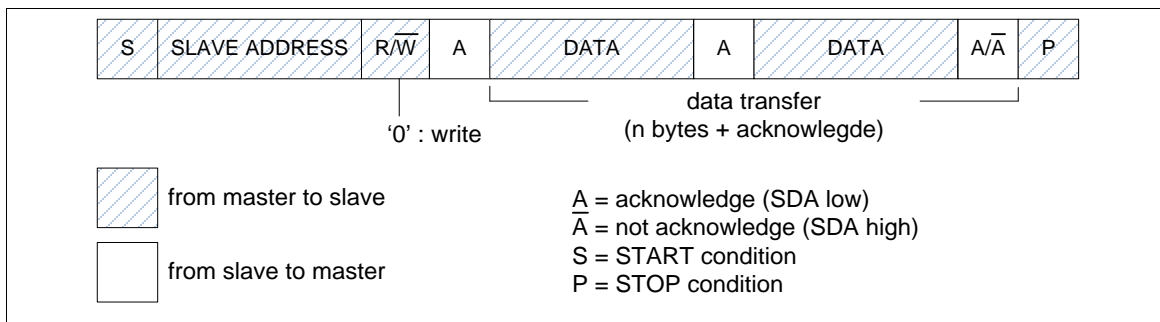 S SLAVE ADDRESS R/W̅ A DATA A DATA A/A̅ P
data transfer
(n bytes + acknowlegde)
‘0’ : write
from master to slave
from slave to master
A = acknowledge (SDA low)
A̅ = not acknowledge (SDA high)
S = START condition
P = STOP condition